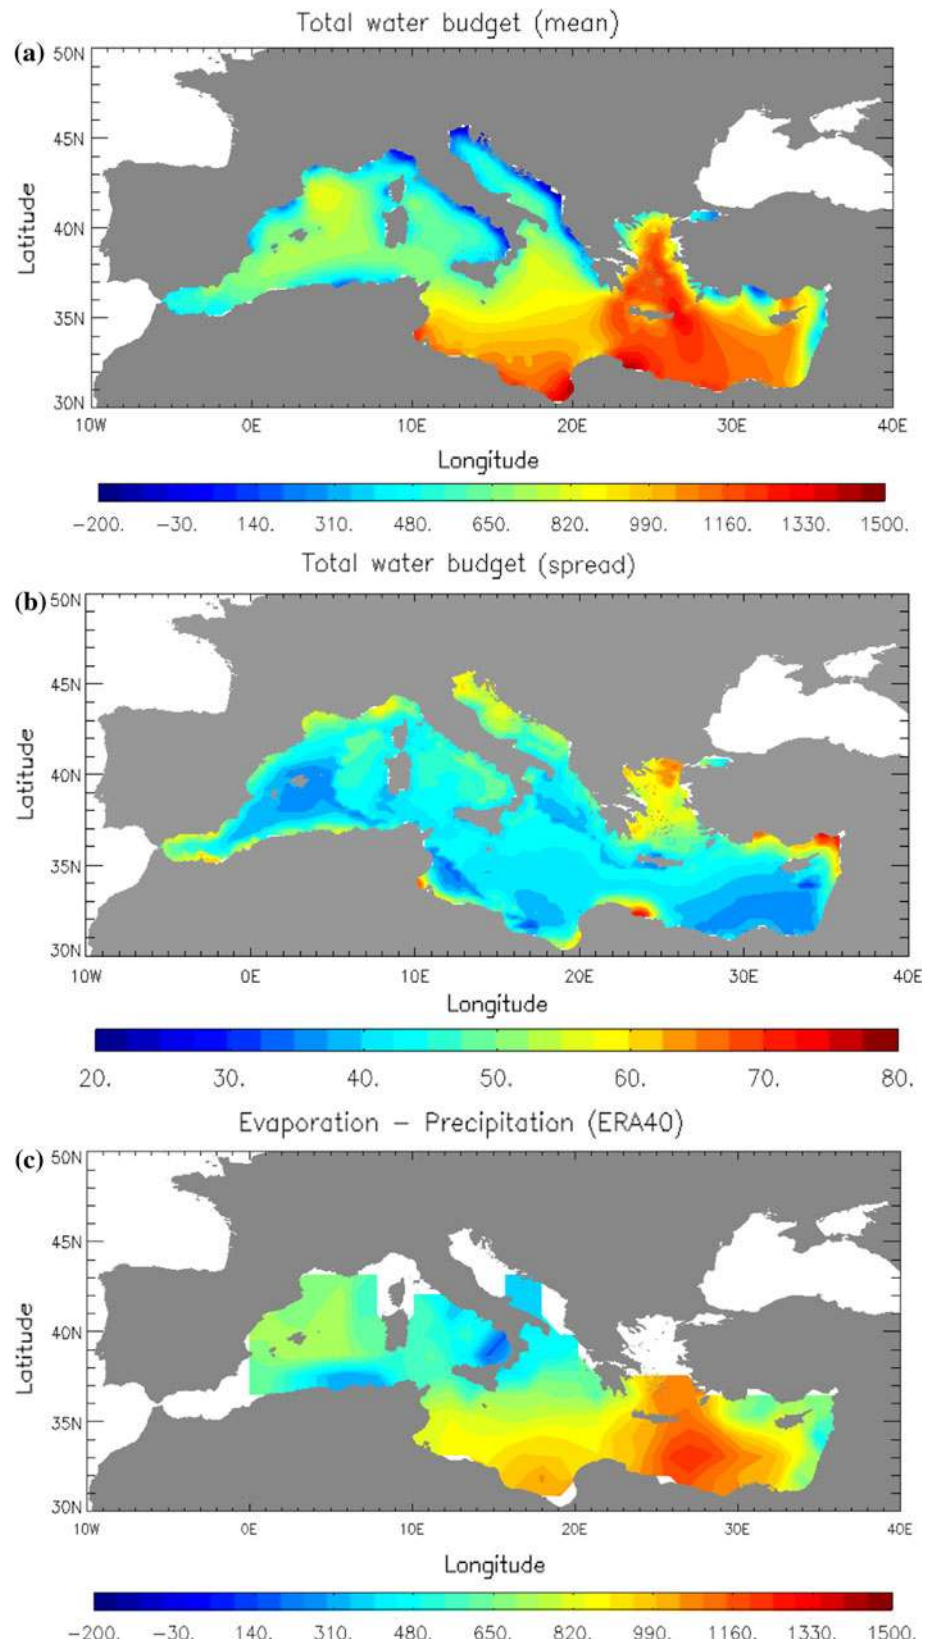 Total water budget (mean)
(a)
50N
45N
40N
35N
30N
Latitude
10W 0E 10E 20E 30E 40E
Longitude
−200. −30. 140. 310. 480. 650. 820. 990. 1160. 1330. 1500.
Total water budget (spread)
(b)
50N
45N
40N
35N
30N
Latitude
10W 0E 10E 20E 30E 40E
Longitude
20. 30. 40. 50. 60. 70. 80.
Evaporation − Precipitation (ERA40)
(c)
50N
45N
40N
35N
30N
Latitude
10W 0E 10E 20E 30E 40E
Longitude
−200. −30. 140. 310. 480. 650. 820. 990. 1160. 1330. 1500.